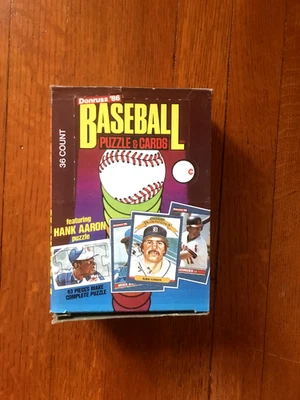 Donruss '86
BASEBALL
PUZZLE & CARDS
36 COUNT
C
featuring
HANK AARON
puzzle
63 PIECES MAKE
COMPLETE PUZZLE